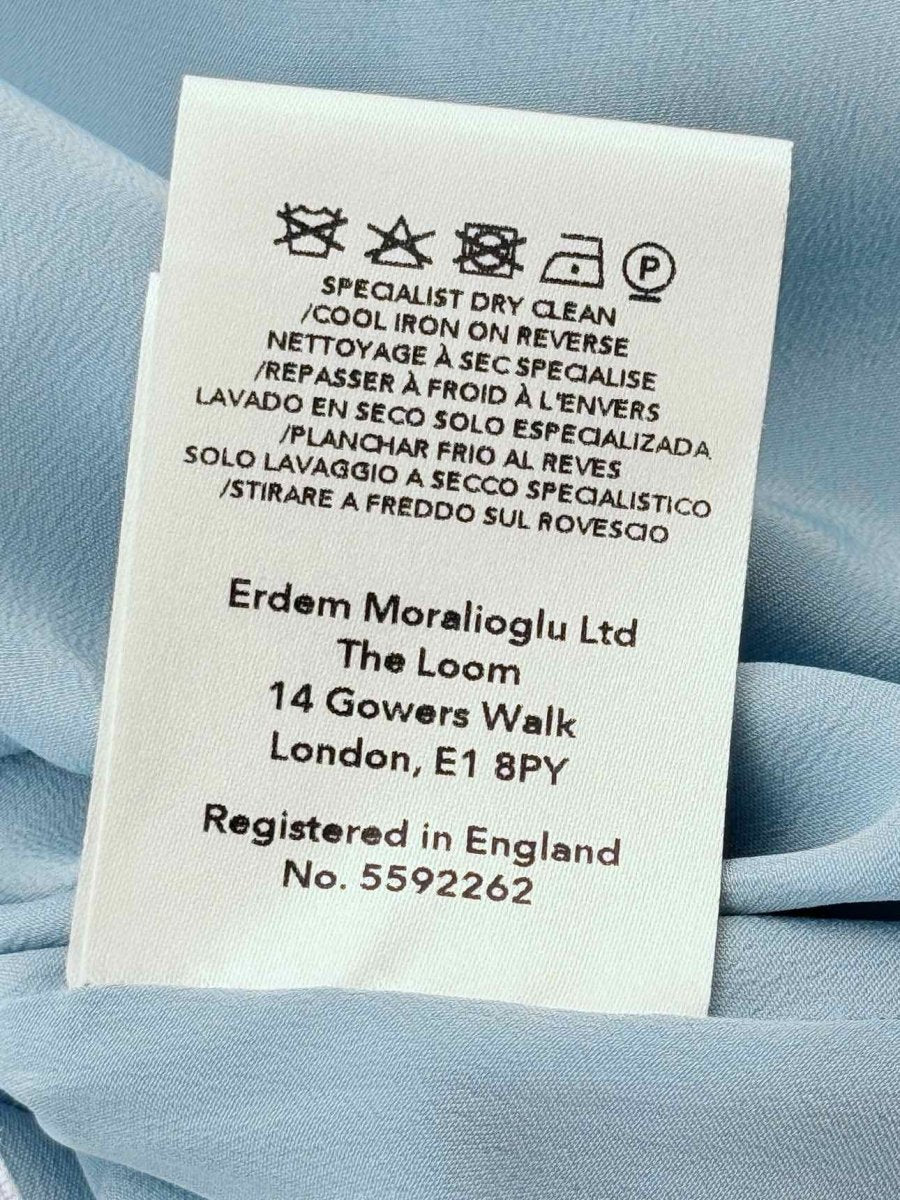 P
SPECIALIST DRY CLEAN
/COOL IRON ON REVERSE
NETTOYAGE À SEC SPECIALISE
/REPASSER À FROID À L'ENVERS
LAVADO EN SECO SOLO ESPECIALIZADA
/PLANCHAR FRIO AL REVES
SOLO LAVAGGIO A SECCO SPECIALISTICO
/STIRARE A FREDDO SUL ROVESCIO
Erdem Moralioglu Ltd
The Loom
14 Gowers Walk
London, E1 8PY
Registered in England
No. 5592262